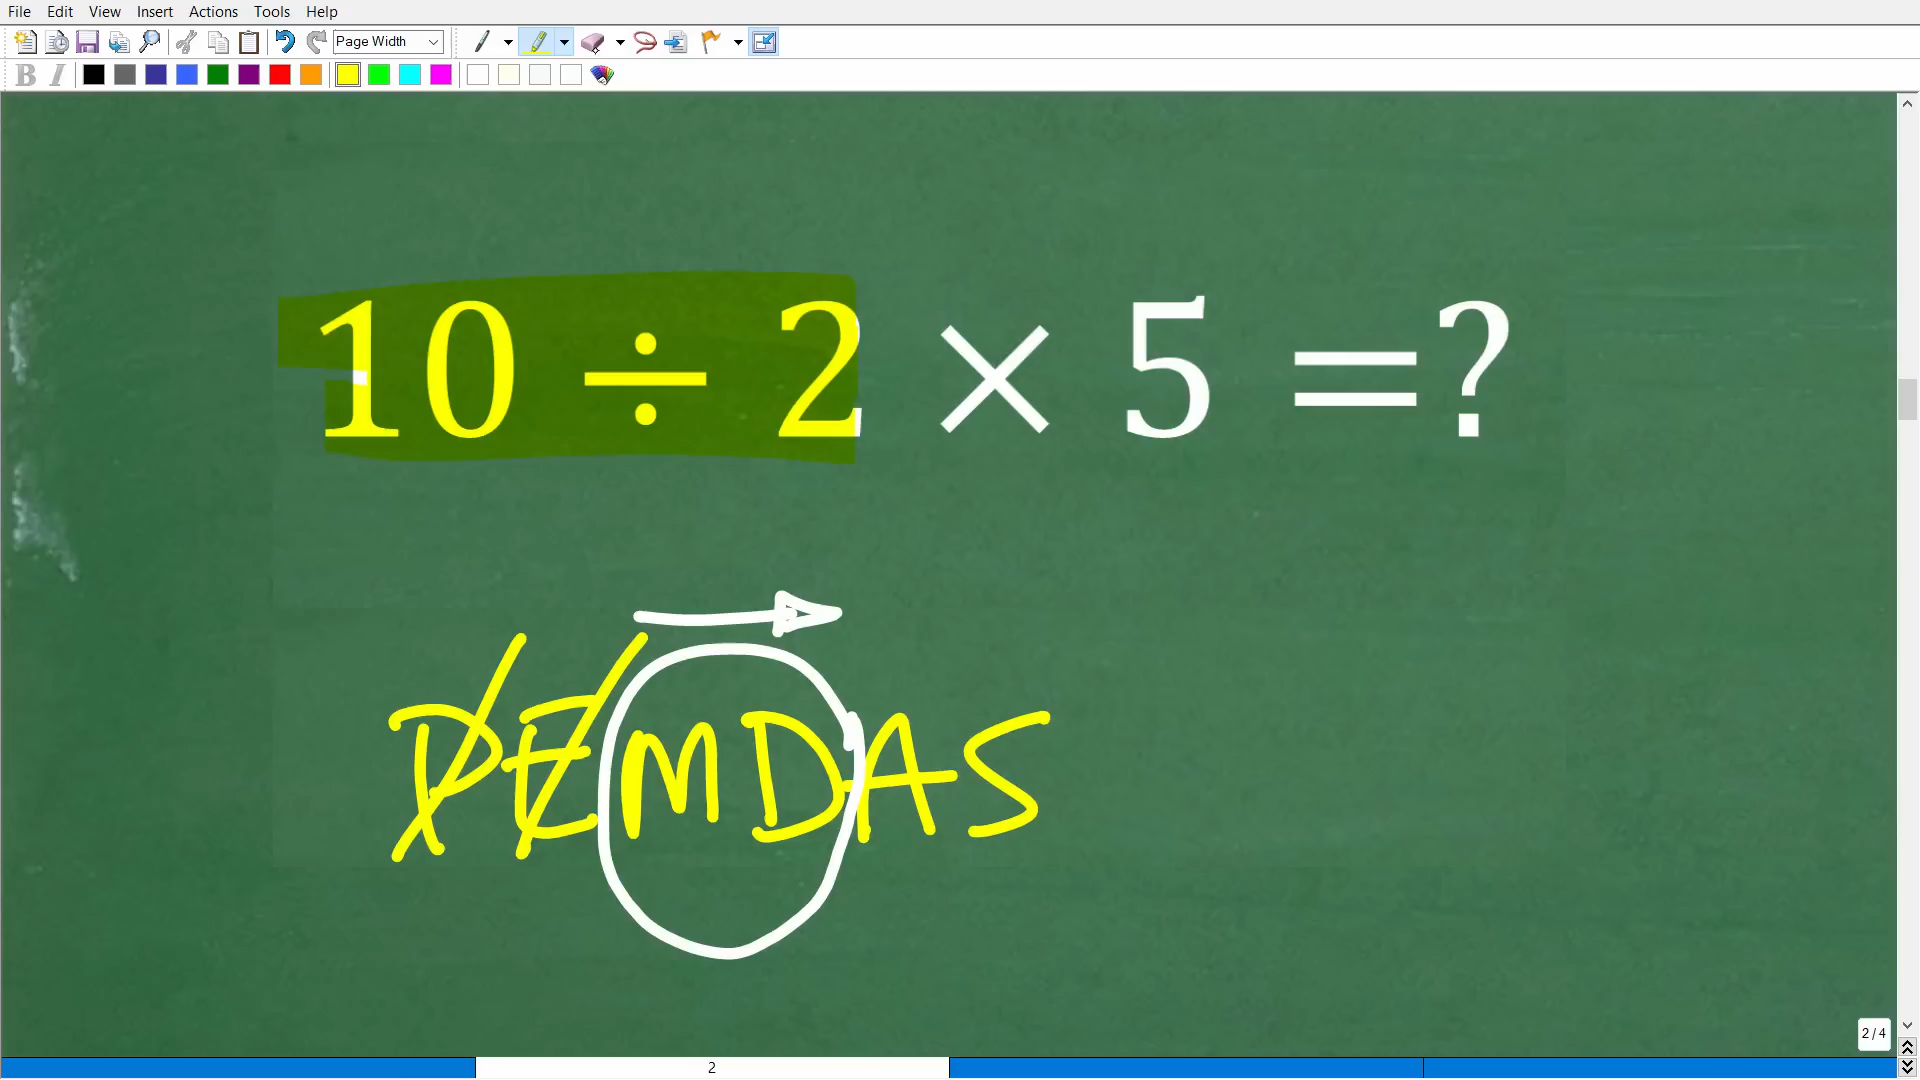 File Edit View Insert Actions Tools Help
Page Width
B I
10 ÷ 2 × 5 =?
PEMDAS
2 / 4
2